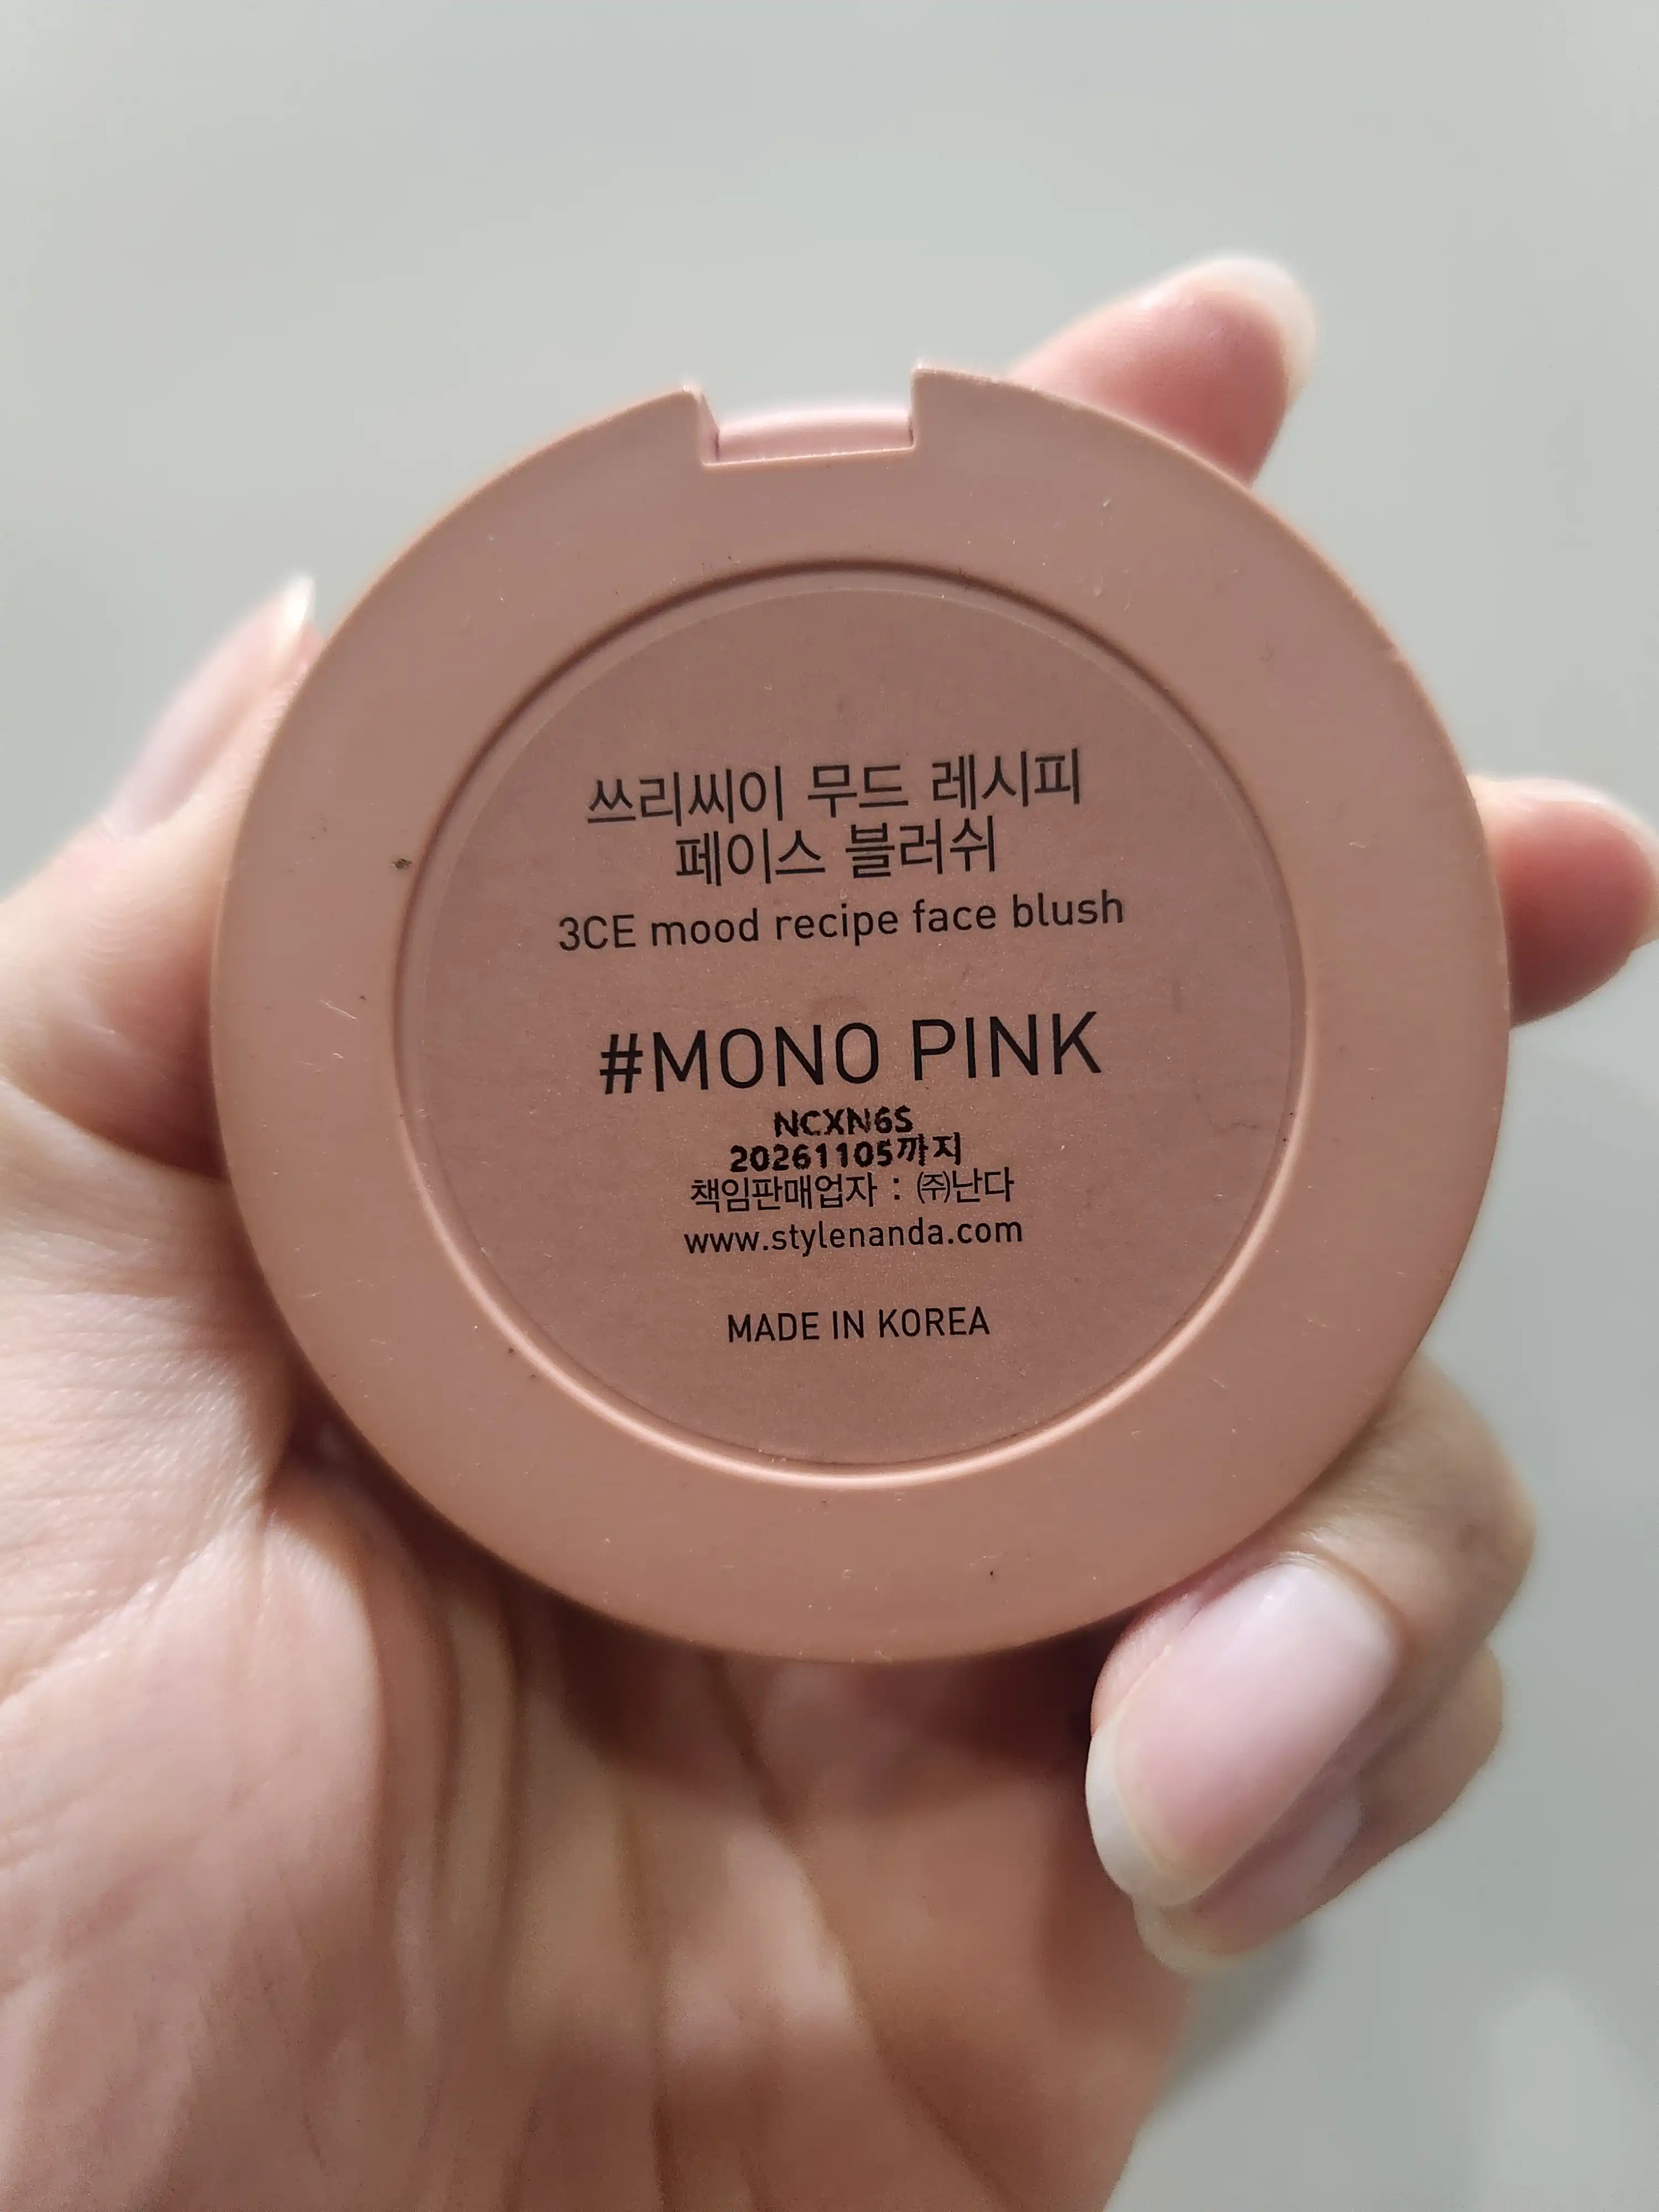 쓰리씨이 무드 레시피
페이스 블러쉬
3CE mood recipe face blush
#MONO PINK
NCXN6S
20261105까지
책임판매업자 : ㈜난다
www.stylenanda.com
MADE IN KOREA